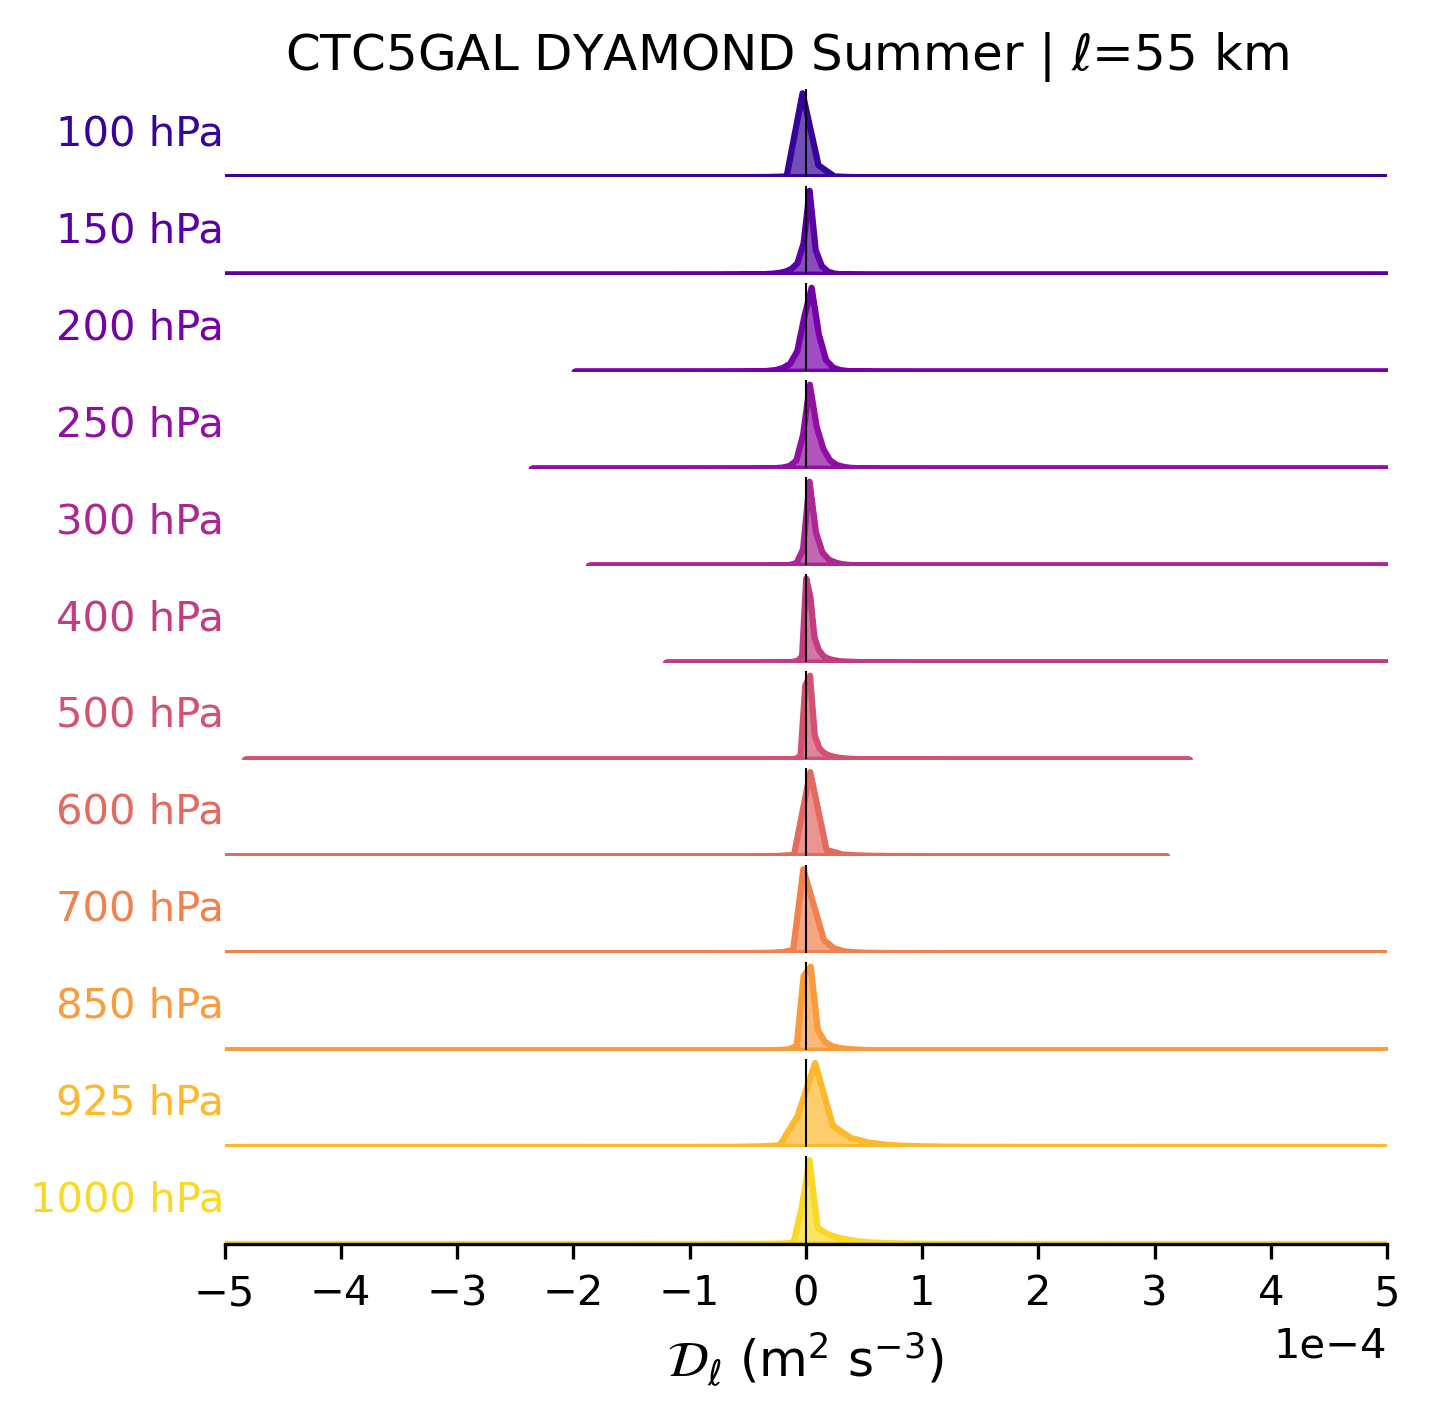 CTC5GAL DYAMOND Summer | ℓ=55 km
100 hPa
150 hPa
200 hPa
250 hPa
300 hPa
400 hPa
500 hPa
600 hPa
700 hPa
850 hPa
925 hPa
1000 hPa
−5 −4 −3 −2 −1 0 1 2 3 4 5
1e−4
𝒟ℓ (m² s⁻³)